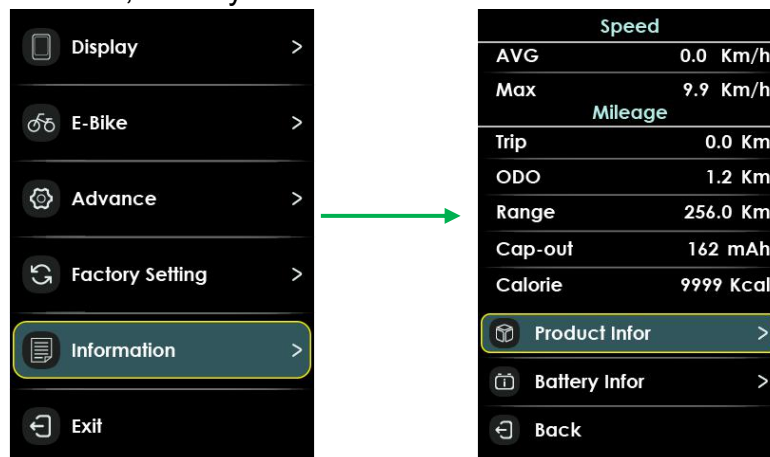 Display >
E-Bike >
Advance >
Factory Setting >
Information >
Exit
Speed
AVG 0.0 Km/h
Max 9.9 Km/h
Mileage
Trip 0.0 Km
ODO 1.2 Km
Range 256.0 Km
Cap-out 162 mAh
Calorie 9999 Kcal
Product Infor >
Battery Infor >
Back